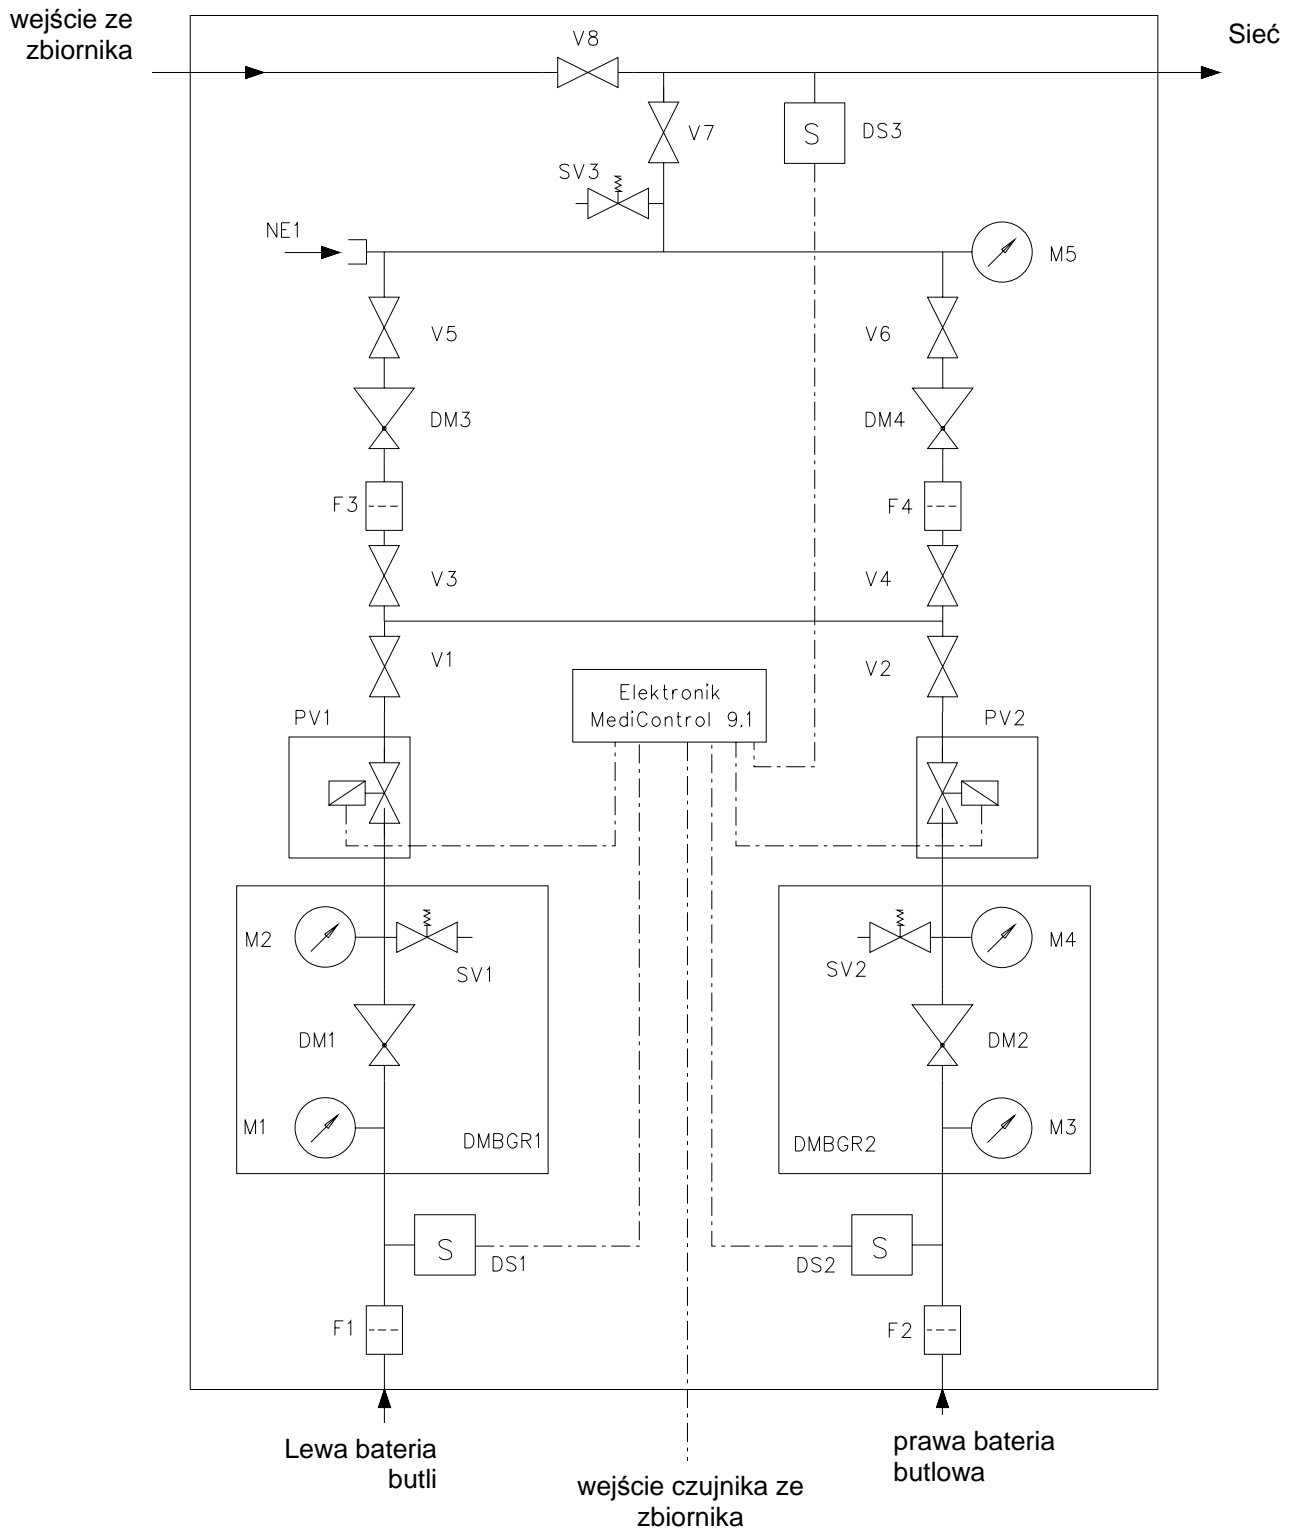 wejście ze
zbiornika
Sieć
V8
V7
S
DS3
SV3
NE1
M5
V5
V6
DM3
DM4
F3
F4
V3
V4
V1
V2
Elektronik
MediControl 9.1
PV1
PV2
M2
SV1
SV2
M4
DM1
DM2
M1
DMBGR1
DMBGR2
M3
S
DS1
DS2
S
F1
F2
Lewa bateria
butli
prawa bateria
butlowa
wejście czujnika ze
zbiornika